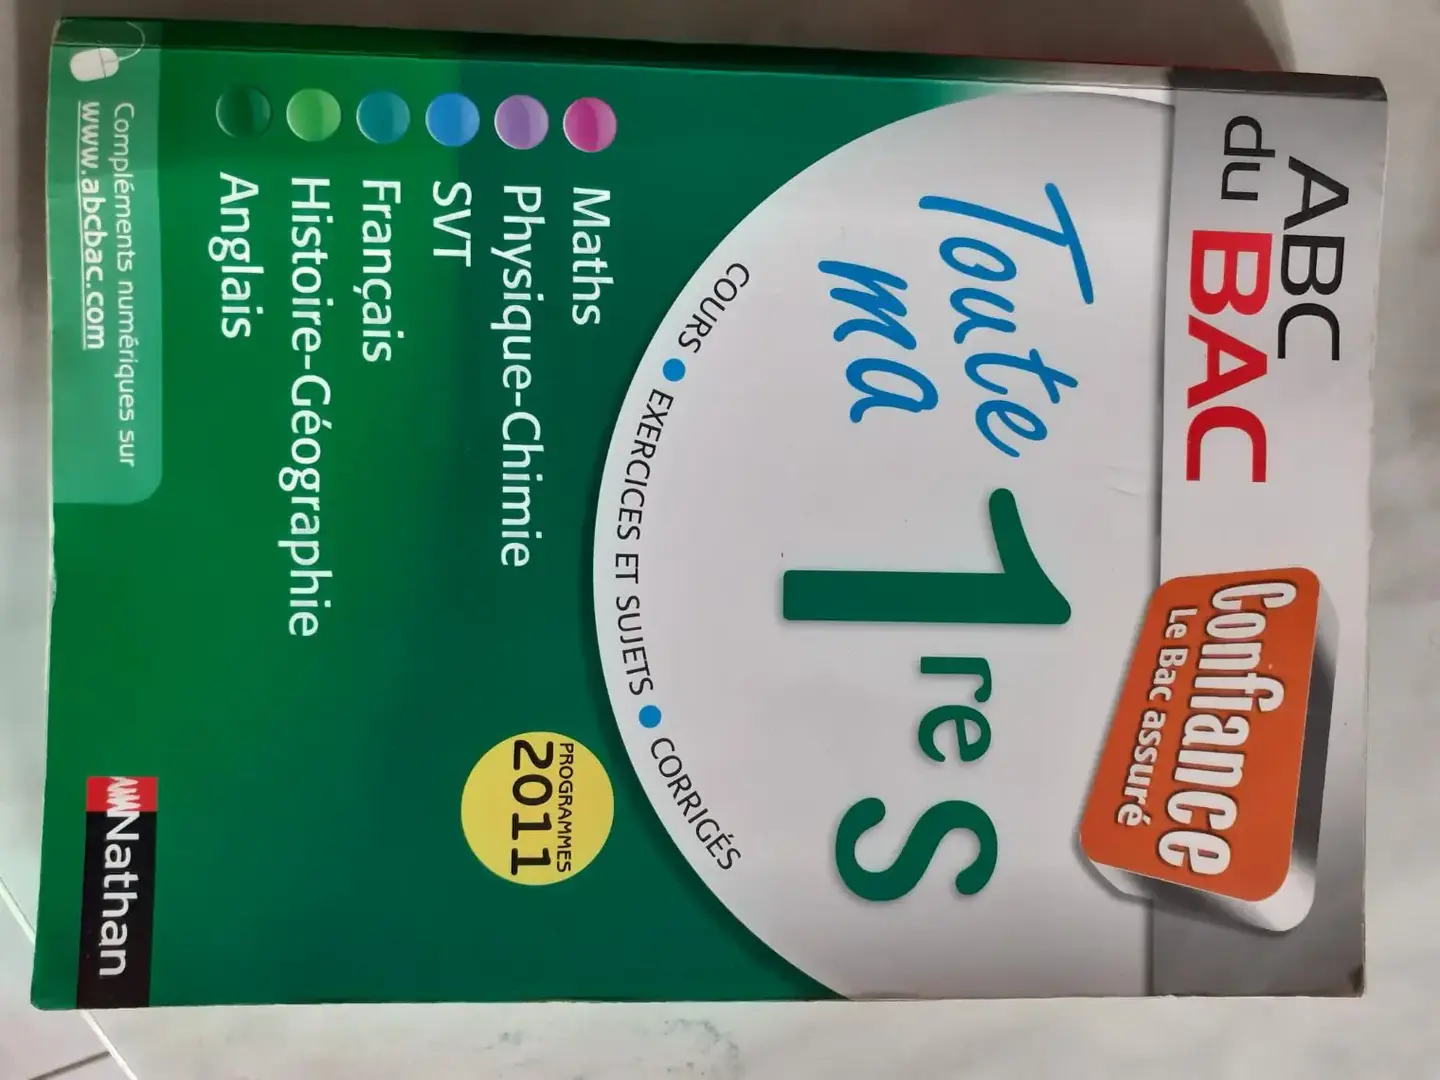 ABC
du BAC
Confiance
Le Bac assuré
Toute
ma
1re S
COURS • EXERCICES ET SUJETS • CORRIGÉS
Maths
Physique-Chimie
SVT
Français
Histoire-Géographie
Anglais
PROGRAMMES
2011
Compléments numériques sur
www.abcbac.com
Nathan